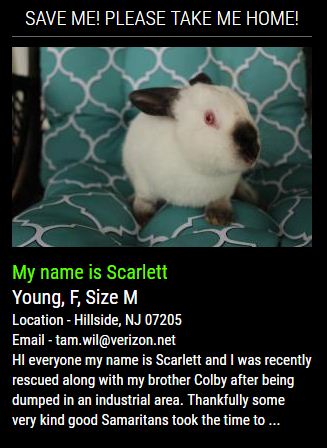 SAVE ME! PLEASE TAKE ME HOME!
My name is Scarlett
Young, F, Size M
Location - Hillside, NJ 07205
Email - tam.wil@verizon.net
HI everyone my name is Scarlett and I was recently
rescued along with my brother Colby after being
dumped in an industrial area. Thankfully some
very kind good Samaritans took the time to ...